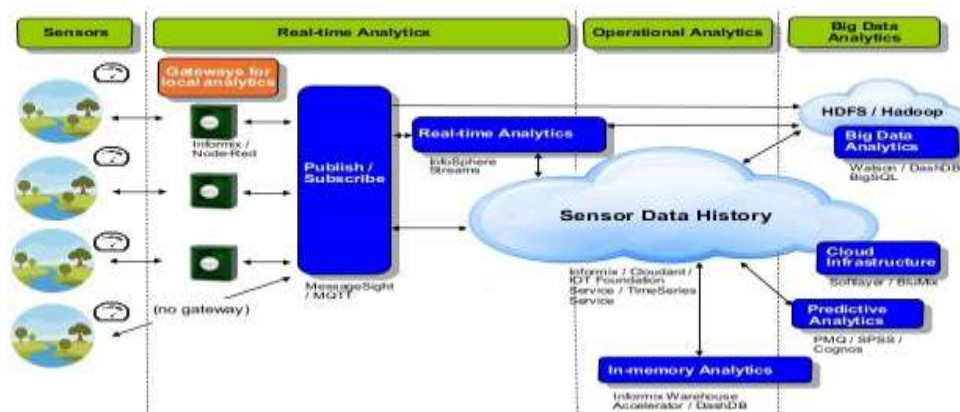 Sensors
Real-time Analytics
Operational Analytics
Big Data
Analytics
Gateways for
local analytics
Informix /
Node-Red
Publish /
Subscribe
MessageSight
/ MQTT
(no gateway)
Real-time Analytics
InfoSphere
Streams
HDFS / Hadoop
Big Data
Analytics
Watson / DashDB
BigSQL
Sensor Data History
Informix / Cloudant /
IOT Foundation
Service / TimeSeries
Service
Cloud
Infrastructure
Softlayer / BluMix
Predictive
Analytics
PMQ / SPSS /
Cognos
In-memory Analytics
Informix Warehouse
Accelerator / DashDB